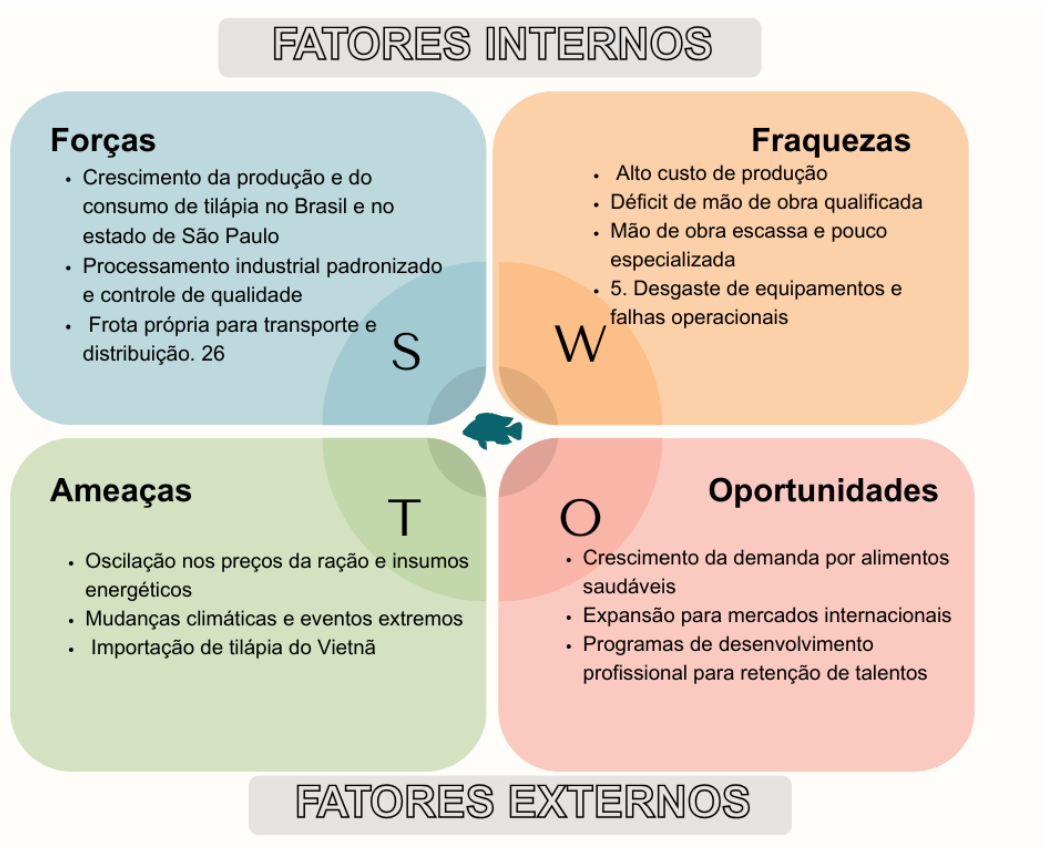 FATORES INTERNOS
Forças
• Crescimento da produção e do
consumo de tilápia no Brasil e no
estado de São Paulo
• Processamento industrial padronizado
e controle de qualidade
• Frota própria para transporte e
distribuição. 26
S
Fraquezas
• Alto custo de produção
• Déficit de mão de obra qualificada
• Mão de obra escassa e pouco
especializada
• 5. Desgaste de equipamentos e
falhas operacionais
W
Ameaças
T
• Oscilação nos preços da ração e insumos
energéticos
• Mudanças climáticas e eventos extremos
• Importação de tilápia do Vietnã
Oportunidades
O
• Crescimento da demanda por alimentos
saudáveis
• Expansão para mercados internacionais
• Programas de desenvolvimento
profissional para retenção de talentos
FATORES EXTERNOS